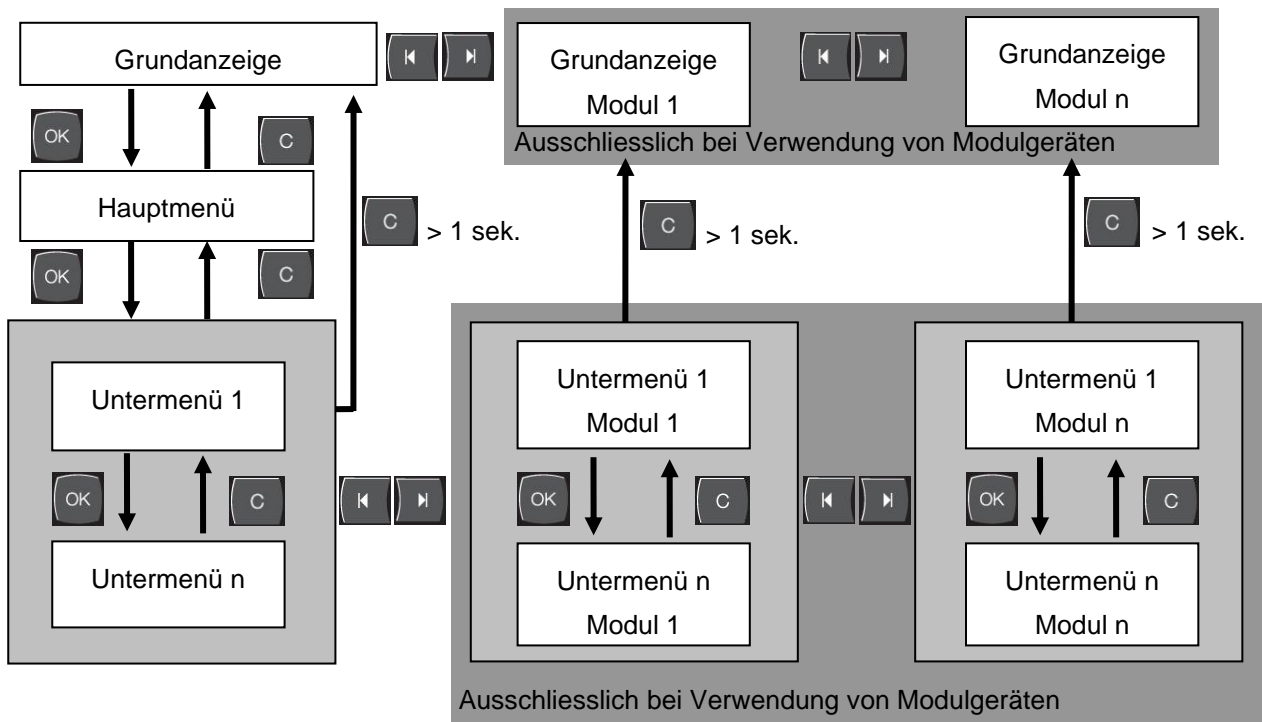 Grundanzeige
Grundanzeige
Modul 1
Grundanzeige
Modul n
Ausschliesslich bei Verwendung von Modulgeräten
OK
C
Hauptmenü
C
> 1 sek.
C
> 1 sek.
C
> 1 sek.
OK
C
Untermenü 1
Untermenü 1
Modul 1
Untermenü 1
Modul n
OK
C
OK
C
OK
C
Untermenü n
Untermenü n
Modul 1
Untermenü n
Modul n
Ausschliesslich bei Verwendung von Modulgeräten